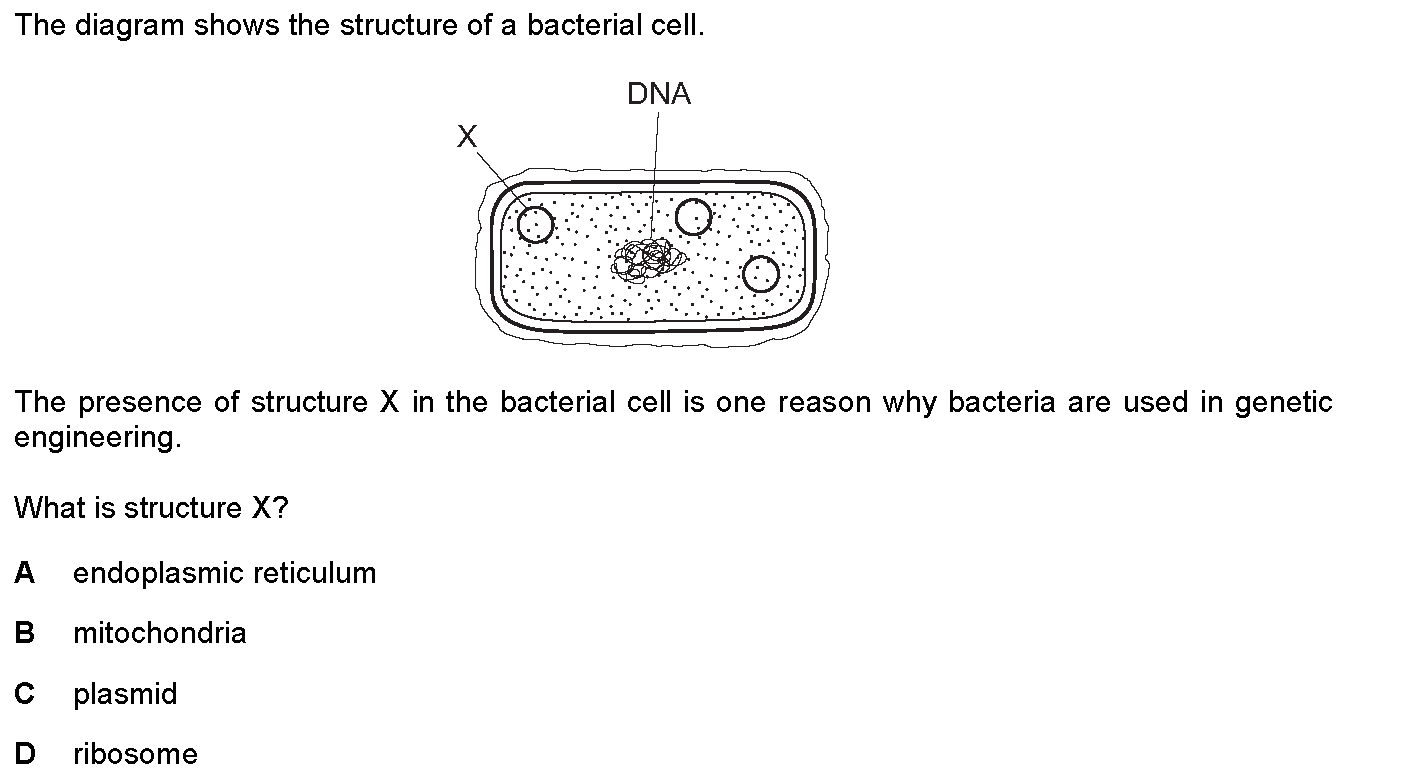 The diagram shows the structure of a bacterial cell.
DNA
X
The presence of structure X in the bacterial cell is one reason why bacteria are used in genetic
engineering.
What is structure X?
A endoplasmic reticulum
B mitochondria
C plasmid
D ribosome